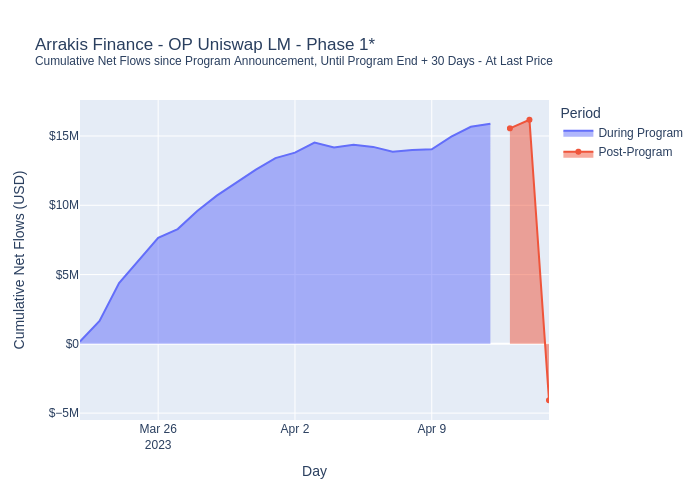 Arrakis Finance - OP Uniswap LM - Phase 1*
Cumulative Net Flows since Program Announcement, Until Program End + 30 Days - At Last Price
Period
During Program
Post-Program
Cumulative Net Flows (USD)
$15M
$10M
$5M
$0
$−5M
Mar 26
2023
Apr 2
Apr 9
Day